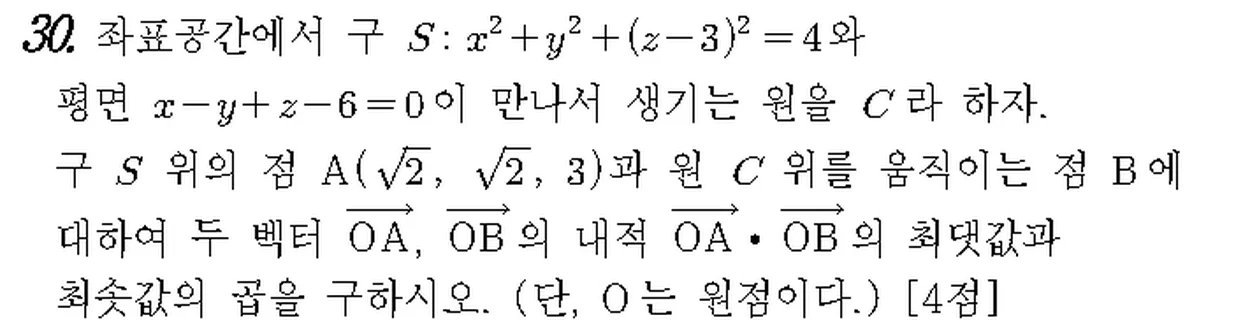 30. 좌표공간에서 구 S: x²+y²+(z-3)²=4와
평면 x-y+z-6=0이 만나서 생기는 원을 C라 하자.
구 S 위의 점 A(√2, √2, 3)과 원 C 위를 움직이는 점 B에
대하여 두 벡터 \overrightarrow{OA}, \overrightarrow{OB}의 내적 \overrightarrow{OA}•\overrightarrow{OB}의 최댓값과
최솟값의 곱을 구하시오. (단, O는 원점이다.) [4점]